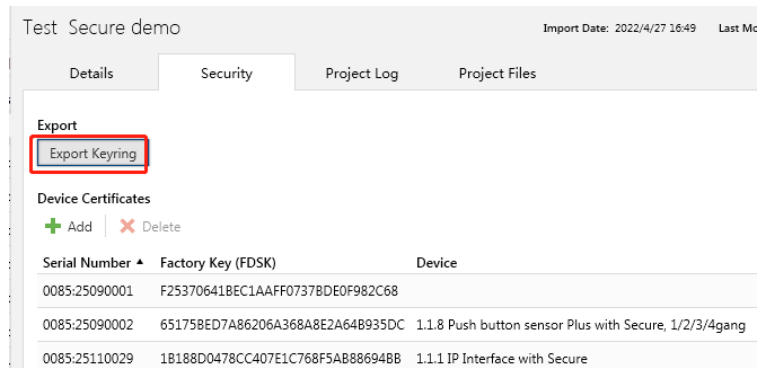 Test Secure demo Import Date: 2022/4/27 16:49 Last Mo
Details Security Project Log Project Files
Export
Export Keyring
Device Certificates
Add Delete
Serial Number Factory Key (FDSK) Device
0085:25090001 F25370641BEC1AAFF0737BDE0F982C68
0085:25090002 65175BED7A86206A368A8E2A64B935DC 1.1.8 Push button sensor Plus with Secure, 1/2/3/4gang
0085:25110029 1B188D0478CC407E1C768F5AB88694BB 1.1.1 IP Interface with Secure